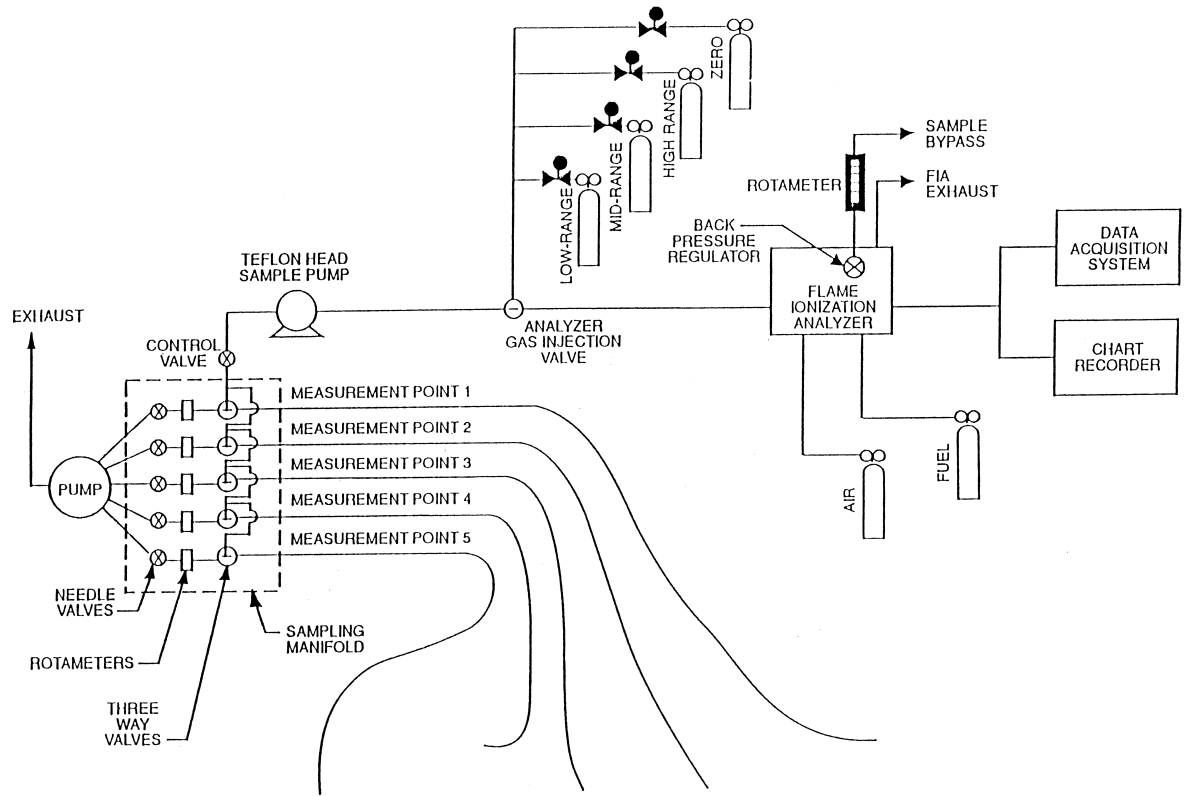 ZERO
HIGH RANGE
MID-RANGE
LOW-RANGE
SAMPLE
BYPASS
ROTAMETER
FIA
EXHAUST
BACK
PRESSURE
REGULATOR
DATA
ACQUISITION
SYSTEM
TEFLON HEAD
SAMPLE PUMP
FLAME
IONIZATION
ANALYZER
EXHAUST
ANALYZER
GAS INJECTION
VALVE
CONTROL
VALVE
CHART
RECORDER
MEASUREMENT POINT 1
MEASUREMENT POINT 2
MEASUREMENT POINT 3
MEASUREMENT POINT 4
MEASUREMENT POINT 5
PUMP
FUEL
AIR
NEEDLE
VALVES
SAMPLING
MANIFOLD
ROTAMETERS
THREE
WAY
VALVES